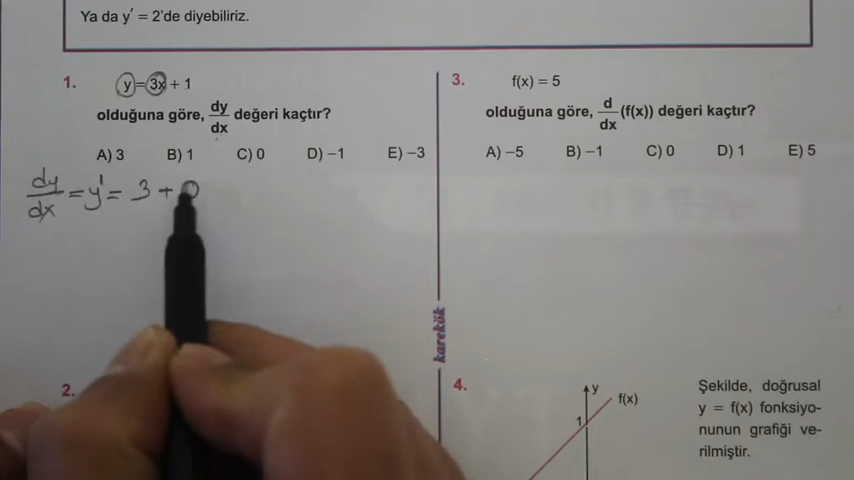 Ya da y′ = 2'de diyebiliriz.
1. y = 3x + 1
olduğuna göre, dy/dx değeri kaçtır?
A) 3 B) 1 C) 0 D) −1 E) −3
dy/dx = y' = 3 + 0
2.
karekök
3. f(x) = 5
olduğuna göre, d/dx (f(x)) değeri kaçtır?
A) −5 B) −1 C) 0 D) 1 E) 5
4. y
f(x)
1
Şekilde, doğrusal
y = f(x) fonksiyo-
nunun grafiği ve-
rilmiştir.